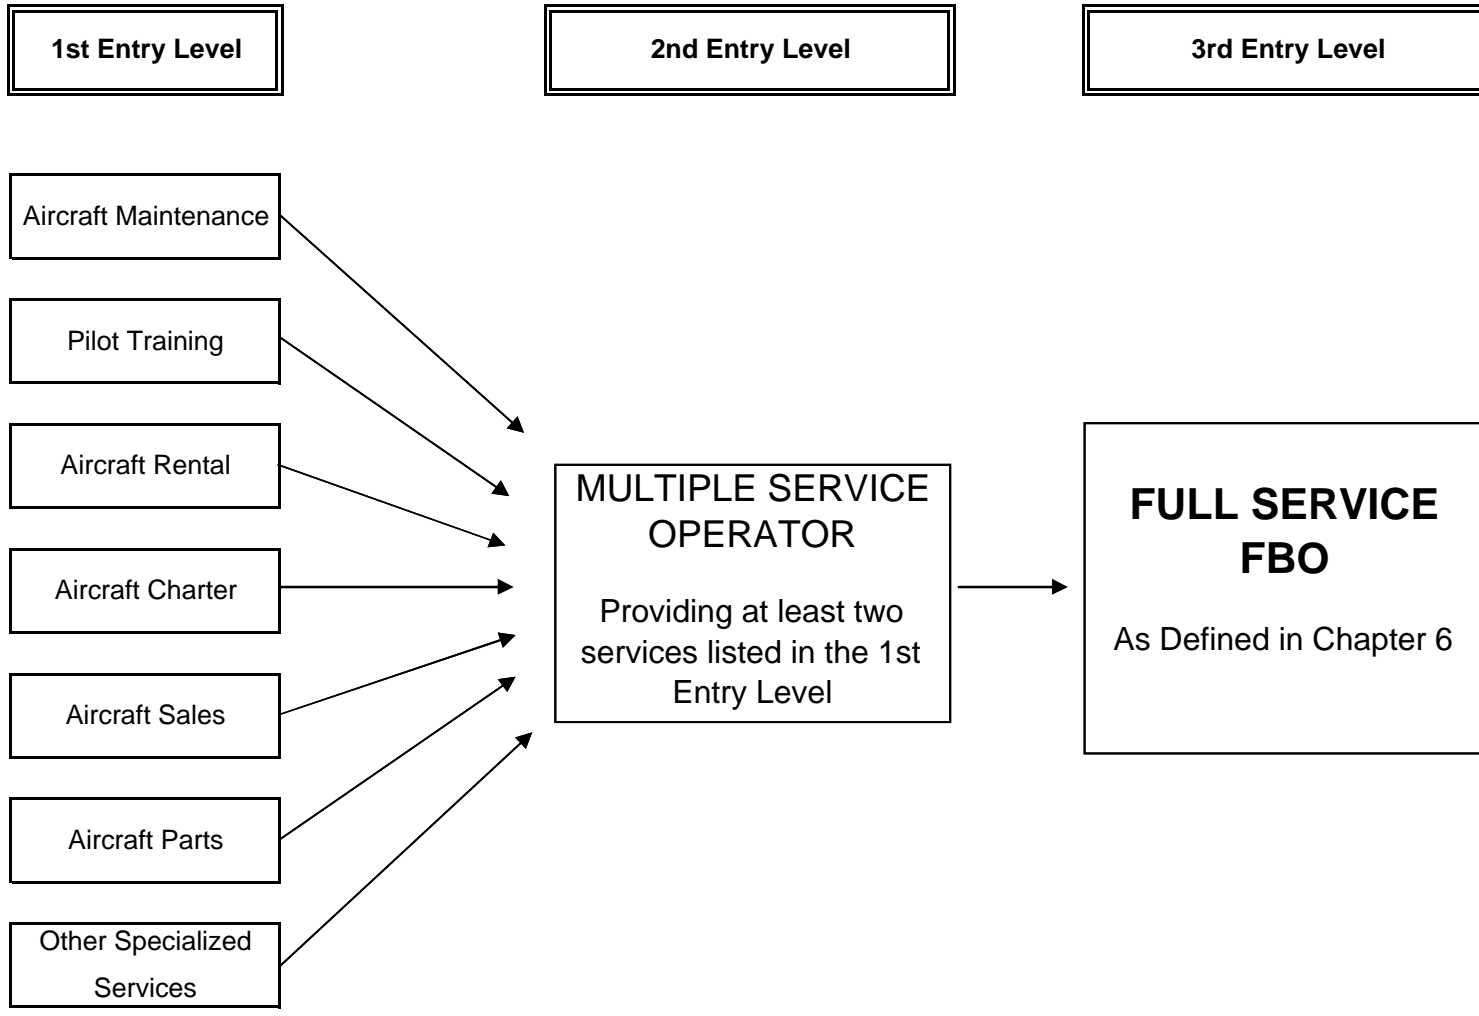 1st Entry Level
2nd Entry Level
3rd Entry Level
Aircraft Maintenance
Pilot Training
Aircraft Rental
Aircraft Charter
Aircraft Sales
Aircraft Parts
Other Specialized
Services
MULTIPLE SERVICE
OPERATOR
Providing at least two
services listed in the 1st
Entry Level
FULL SERVICE
FBO
As Defined in Chapter 6